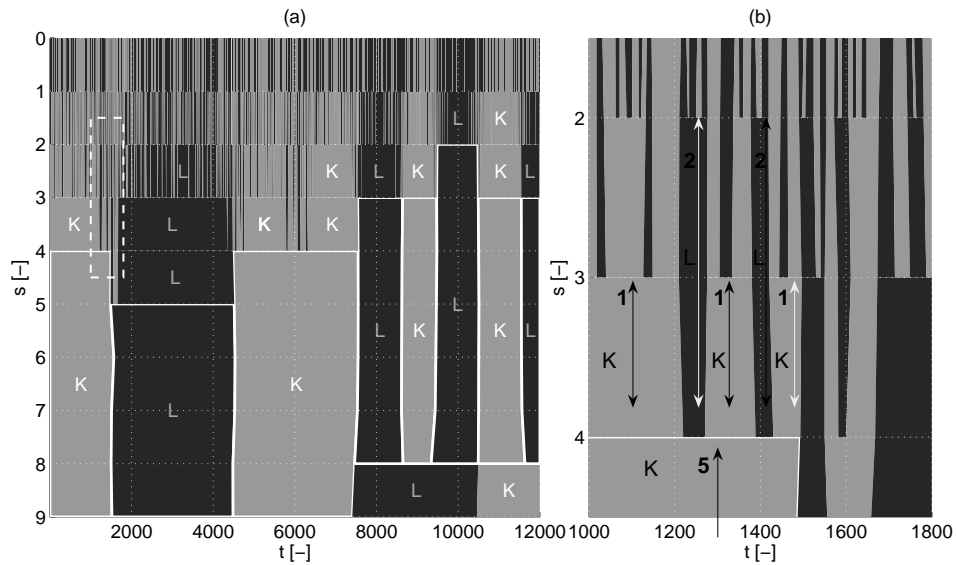 (a)
(b)
0
1
2
3
4
5
6
7
8
9
s [–]
2000 4000 6000 8000 10000 12000
t [–]
L K
L K L K K L
K L K K
L
K L K L K L K L
L K
2
3
4
s [–]
1000 1200 1400 1600 1800
t [–]
2 2
L L
1 1 1
K K K
K 5